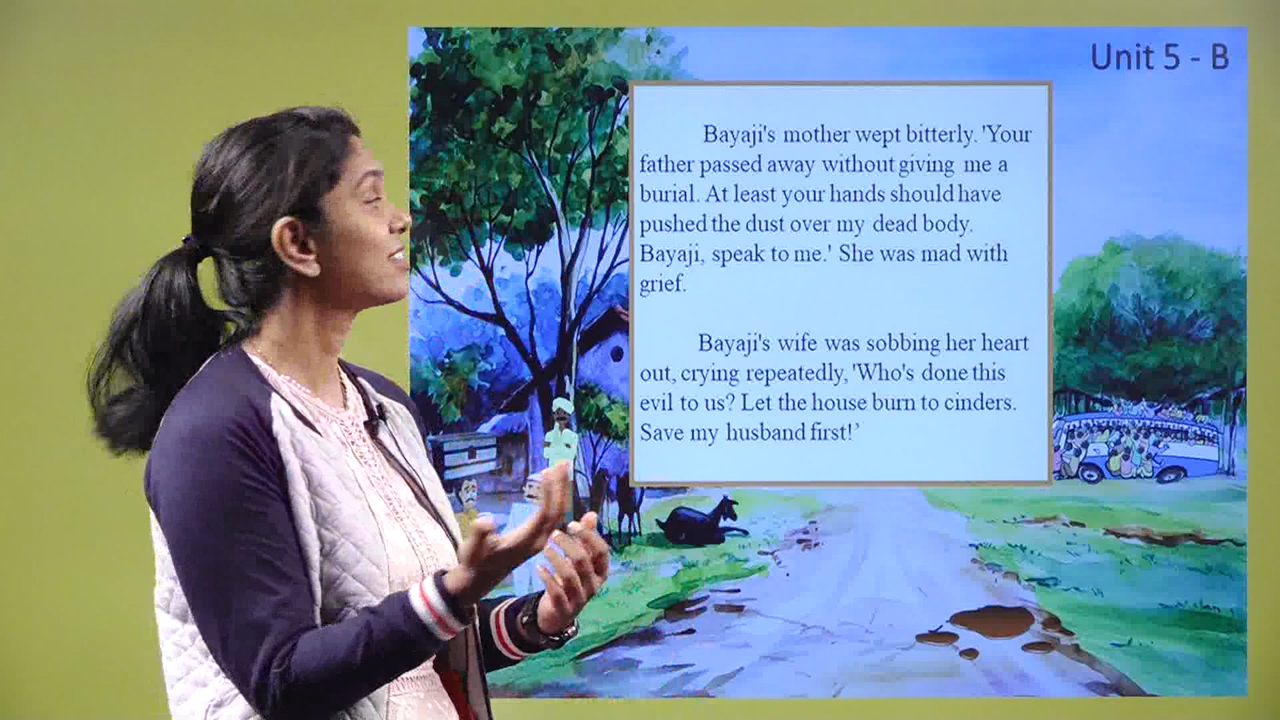 Unit 5 - B
Bayaji's mother wept bitterly. 'Your
father passed away without giving me a
burial. At least your hands should have
pushed the dust over my dead body.
Bayaji, speak to me.' She was mad with
grief.
Bayaji's wife was sobbing her heart
out, crying repeatedly, 'Who's done this
evil to us? Let the house burn to cinders.
Save my husband first!’